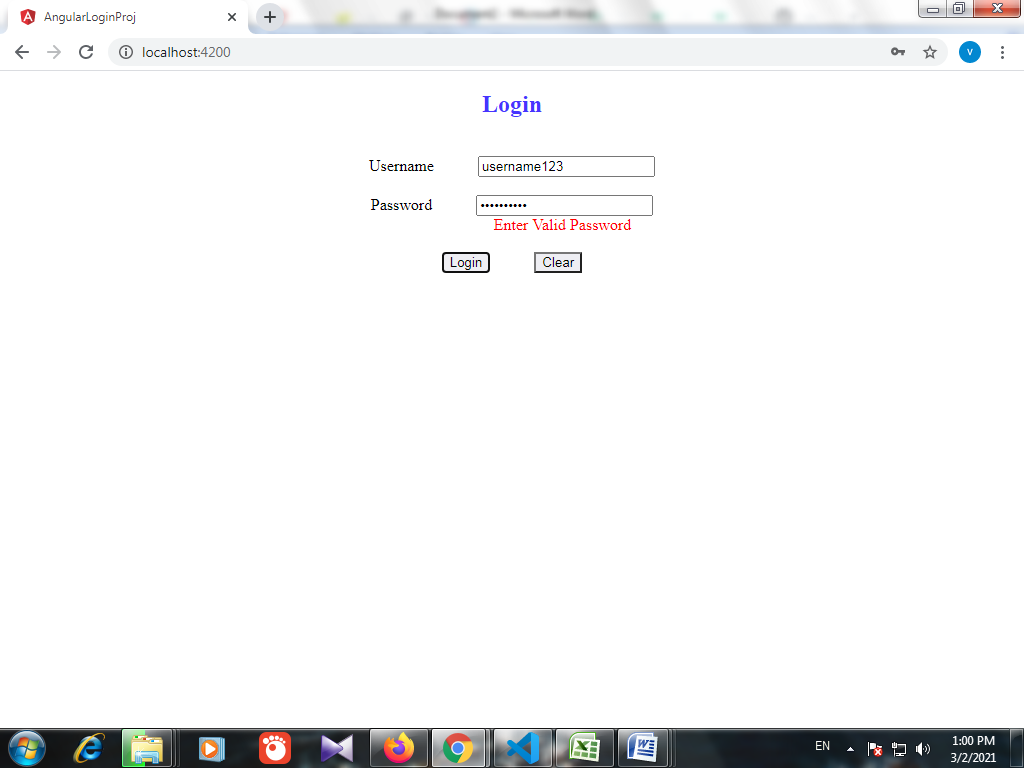 AngularLoginProj
localhost:4200
V
Login
Username username123
Password ••••••••••
Enter Valid Password
Login Clear
EN
1:00 PM
3/2/2021